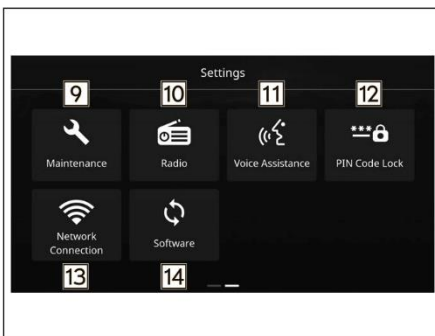 Settings
9 10 11 12
Maintenance Radio Voice Assistance PIN Code Lock
***
Network
Connection
Software
13 14